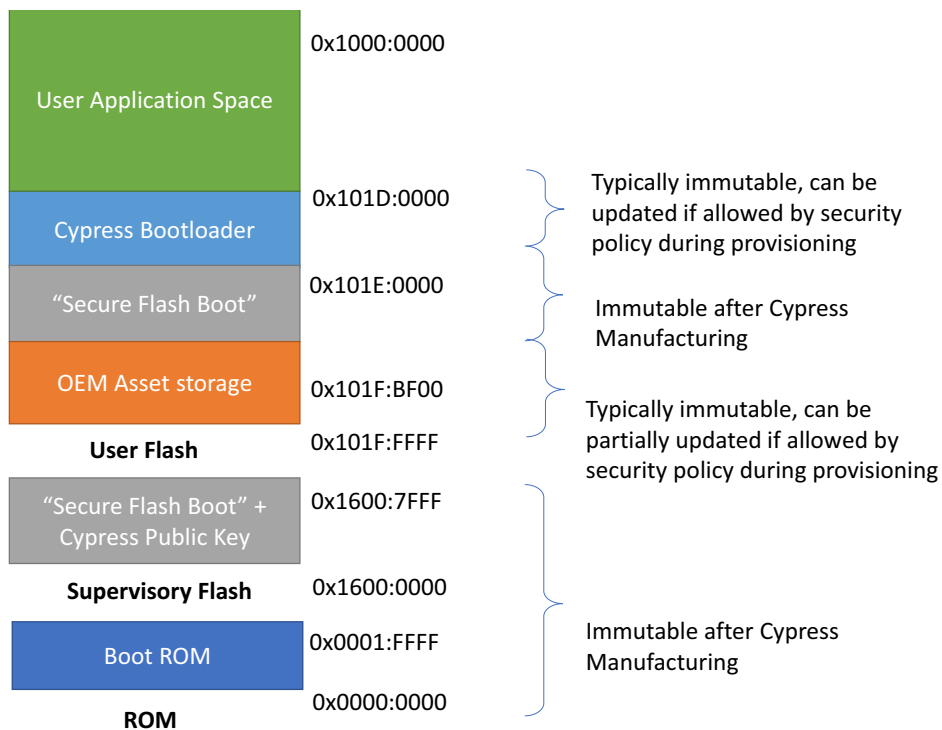 0x1000:0000
User Application Space
0x101D:0000
Typically immutable, can be
updated if allowed by security
policy during provisioning
Cypress Bootloader
0x101E:0000
“Secure Flash Boot”
Immutable after Cypress
Manufacturing
OEM Asset storage
0x101F:BF00
Typically immutable, can be
partially updated if allowed by
security policy during provisioning
0x101F:FFFF
User Flash
0x1600:7FFF
“Secure Flash Boot” +
Cypress Public Key
Supervisory Flash
0x1600:0000
0x0001:FFFF
Boot ROM
Immutable after Cypress
Manufacturing
0x0000:0000
ROM